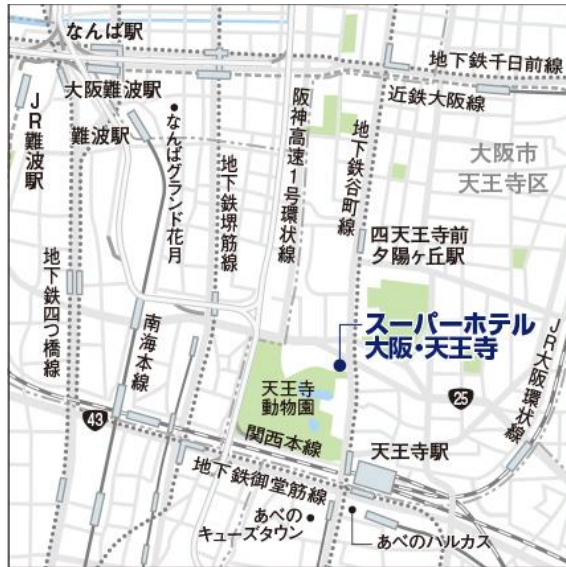 なんば駅
地下鉄千日前線
大阪難波駅
近鉄大阪線
JR難波駅
難波駅
なんばグランド花月
地下鉄堺筋線
阪神高速1号環状線
地下鉄谷町線
大阪市
天王寺区
四天王寺前
夕陽ヶ丘駅
地下鉄四つ橋線
南海本線
スーパーホテル
大阪・天王寺
JR大阪環状線
天王寺
動物園
25
43
関西本線
天王寺駅
地下鉄御堂筋線
あべの
キューズタウン
あべのハルカス